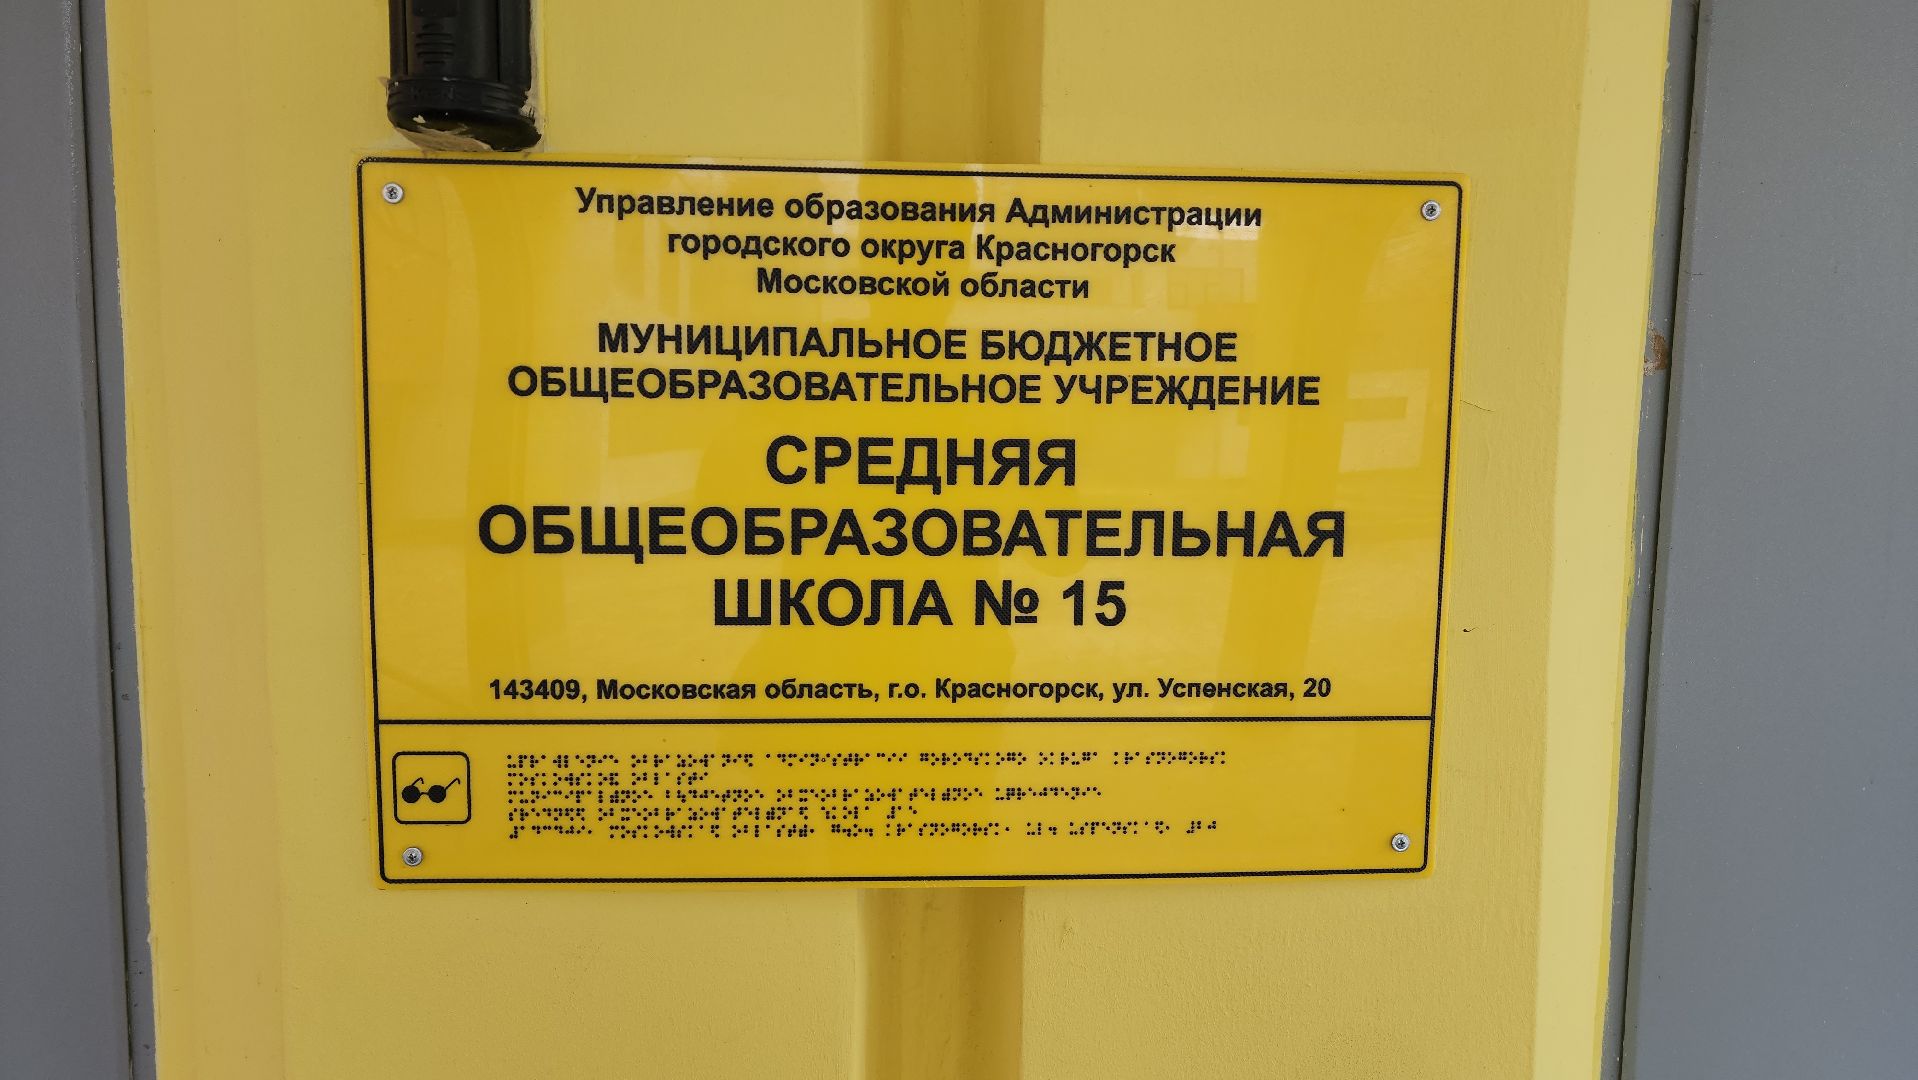 Управление образования Администрации
городского округа Красногорск
Московской области
МУНИЦИПАЛЬНОЕ БЮДЖЕТНОЕ
ОБЩЕОБРАЗОВАТЕЛЬНОЕ УЧРЕЖДЕНИЕ
СРЕДНЯЯ
ОБЩЕОБРАЗОВАТЕЛЬНАЯ
ШКОЛА № 15
143409, Московская область, г.о. Красногорск, ул. Успенская, 20